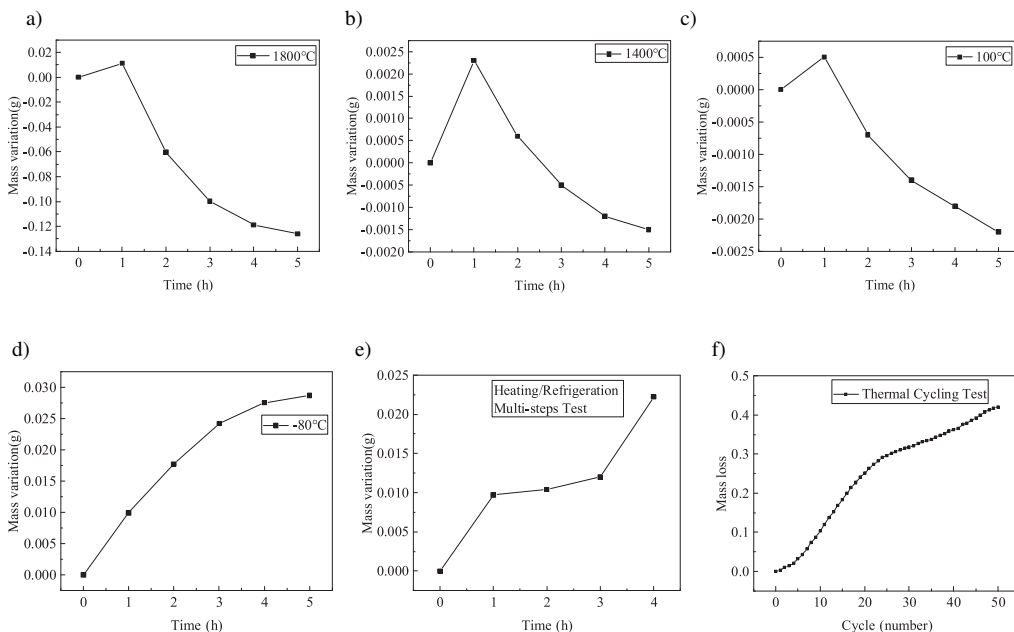 a)
0.02
0.00
-0.02
-0.04
-0.06
-0.08
-0.10
-0.12
-0.14
Mass variation(g)
1800°C
0 1 2 3 4 5
Time (h)
b)
0.0025
0.0020
0.0015
0.0010
0.0005
0.0000
-0.0005
-0.0010
-0.0015
-0.0020
Mass variation(g)
1400°C
0 1 2 3 4 5
Time (h)
c)
0.0005
0.0000
-0.0005
-0.0010
-0.0015
-0.0020
-0.0025
Mass variation(g)
100°C
0 1 2 3 4 5
Time (h)
d)
0.030
0.025
0.020
0.015
0.010
0.005
0.000
Mass variation(g)
-80°C
0 1 2 3 4 5
Time (h)
e)
0.025
0.020
0.015
0.010
0.005
0.000
Mass variation(g)
Heating/Refrigeration
Multi-steps Test
0 1 2 3 4
Time (h)
f)
0.5
0.4
0.3
0.2
0.1
0.0
Mass loss
Thermal Cycling Test
0 10 20 30 40 50
Cycle (number)